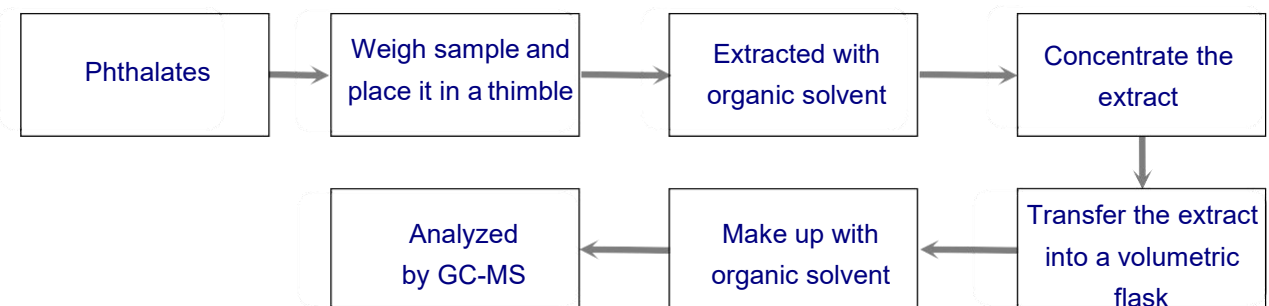 Phthalates
Weigh sample and
place it in a thimble
Extracted with
organic solvent
Concentrate the
extract
Transfer the extract
into a volumetric
flask
Make up with
organic solvent
Analyzed
by GC-MS